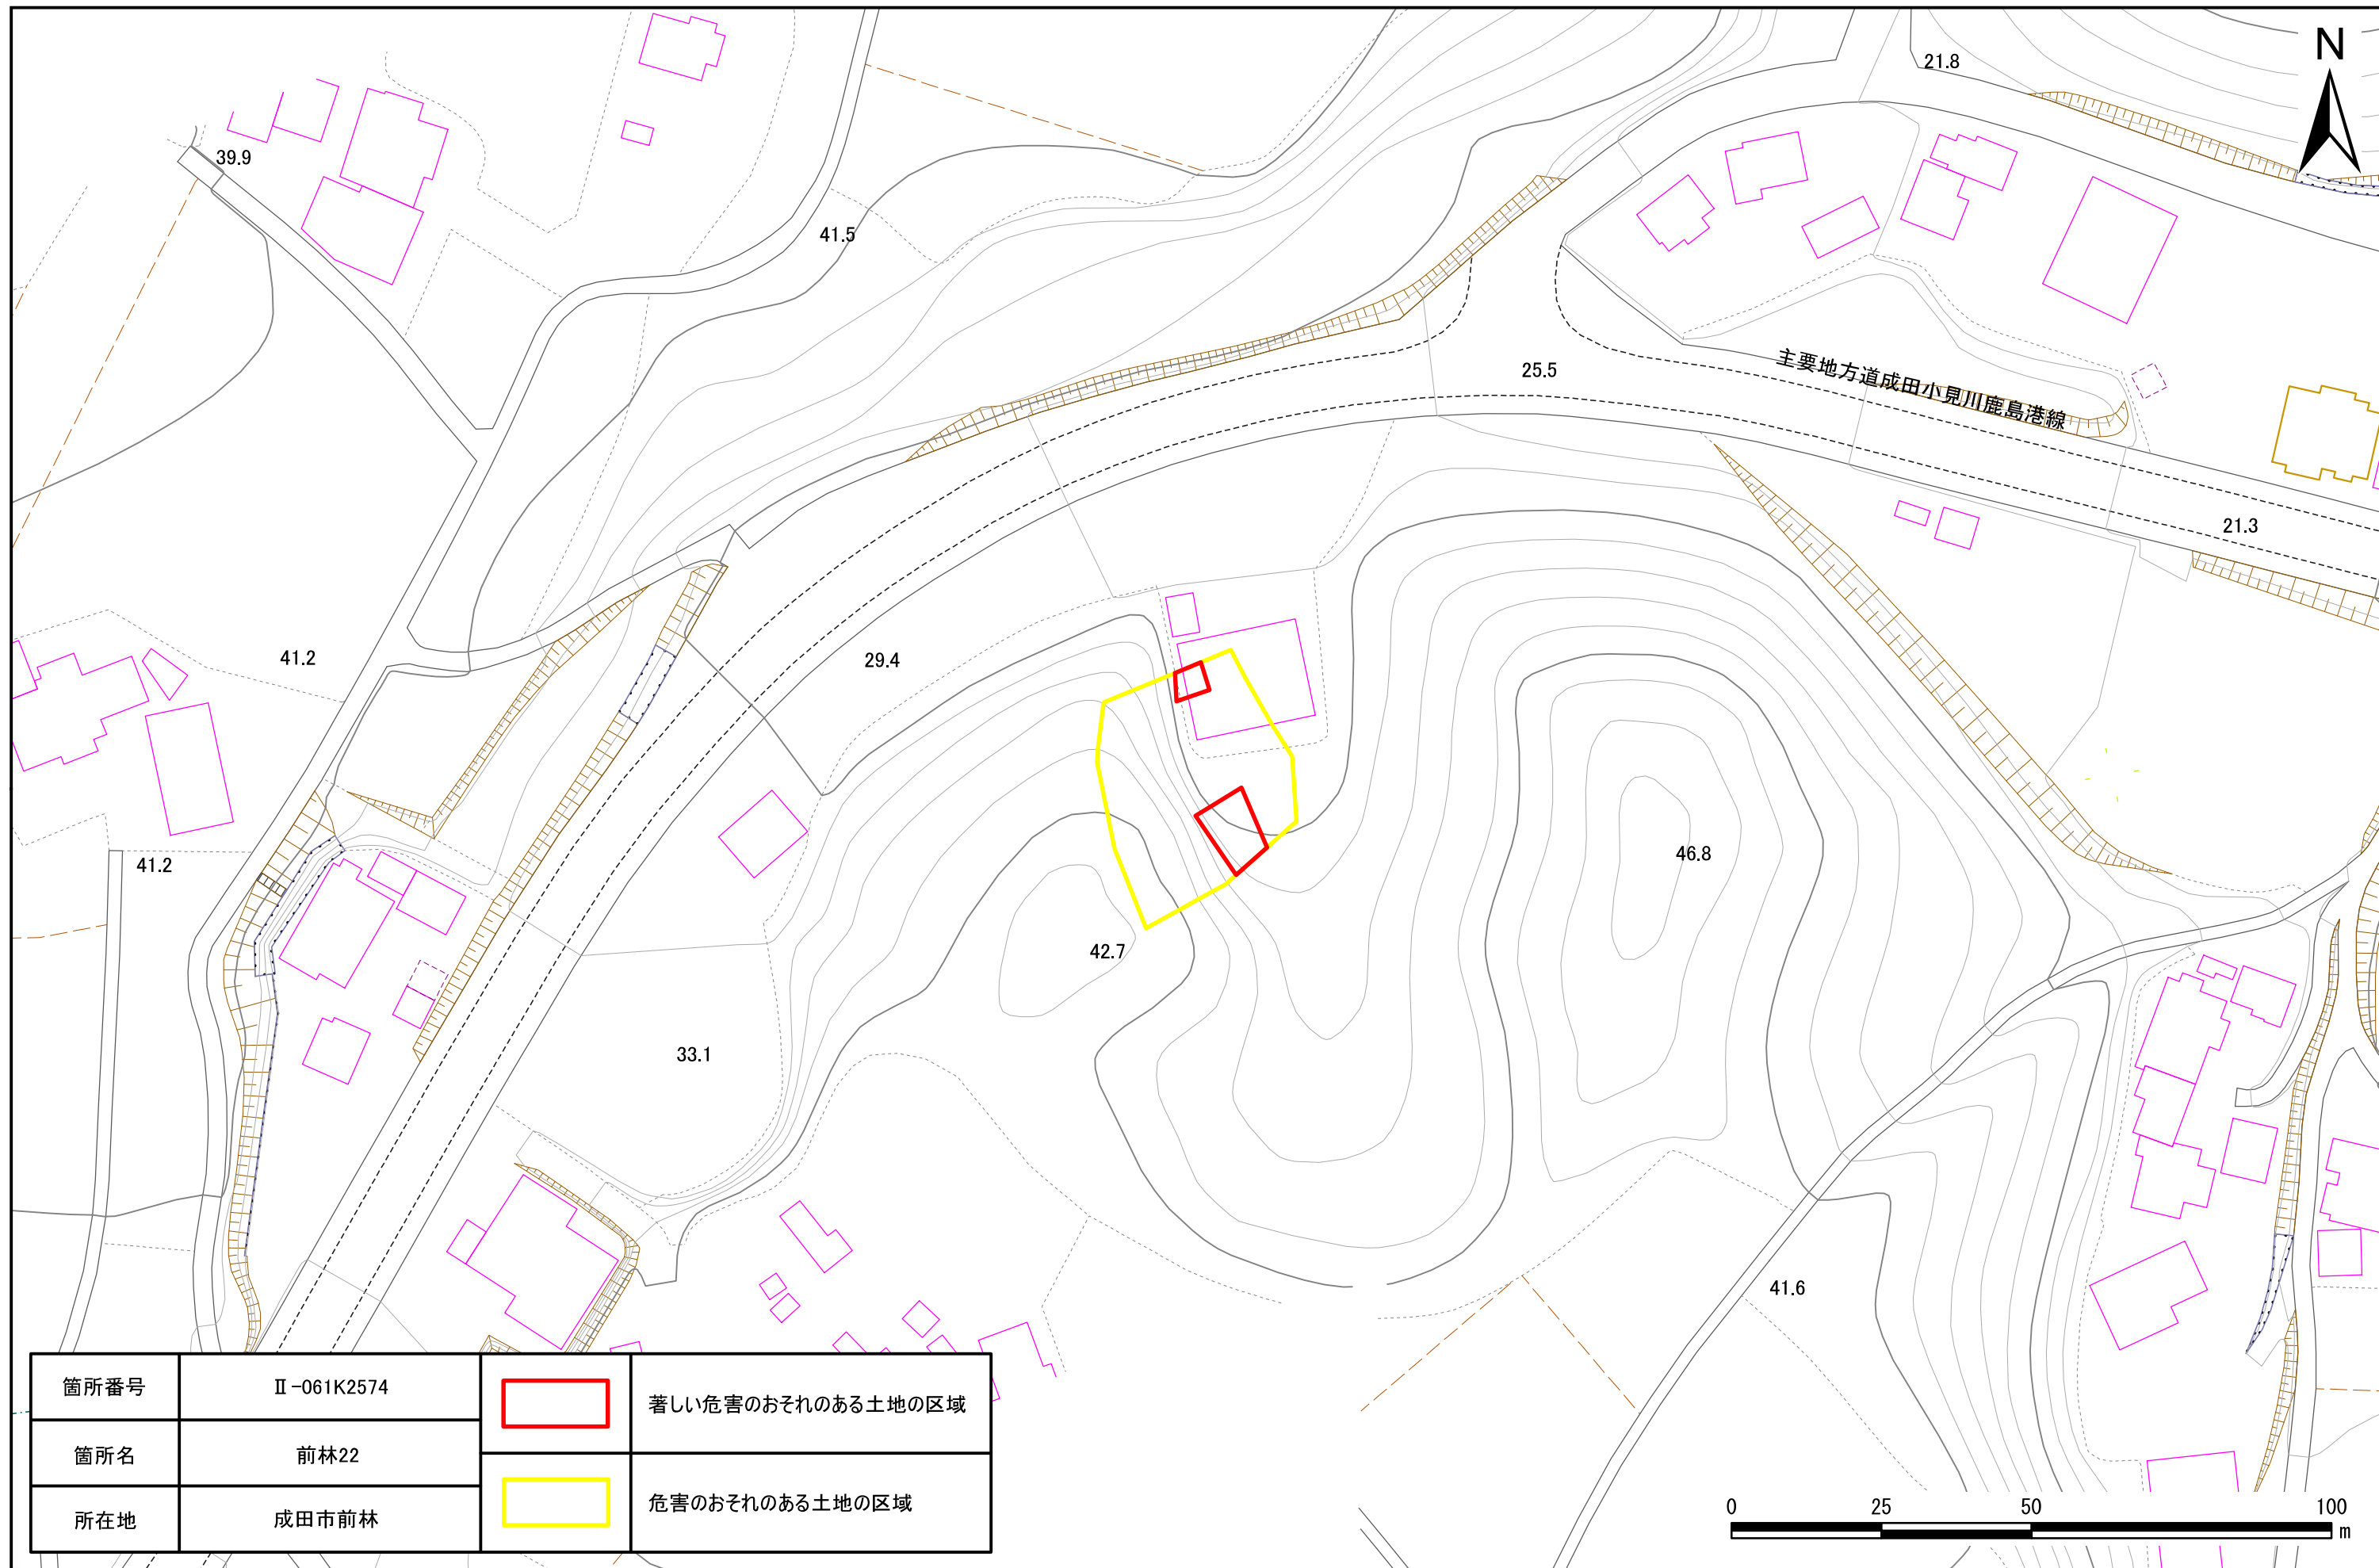 N
21.8
39.9
41.5
25.5
主要地方道成田小見川鹿島港線
21.3
41.2
29.4
41.2
46.8
42.7
33.1
41.6
箇所番号 Ⅱ-061K2574
箇所名 前林22
所在地 成田市前林
著しい危害のおそれのある土地の区域
危害のおそれのある土地の区域
0 25 50 100
m